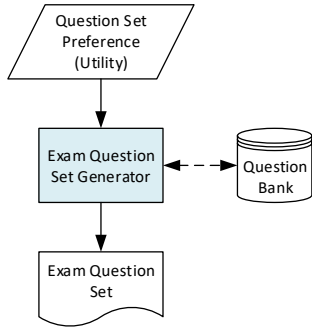 Question Set
Preference
(Utility)
Exam Question
Set Generator
Question
Bank
Exam Question
Set